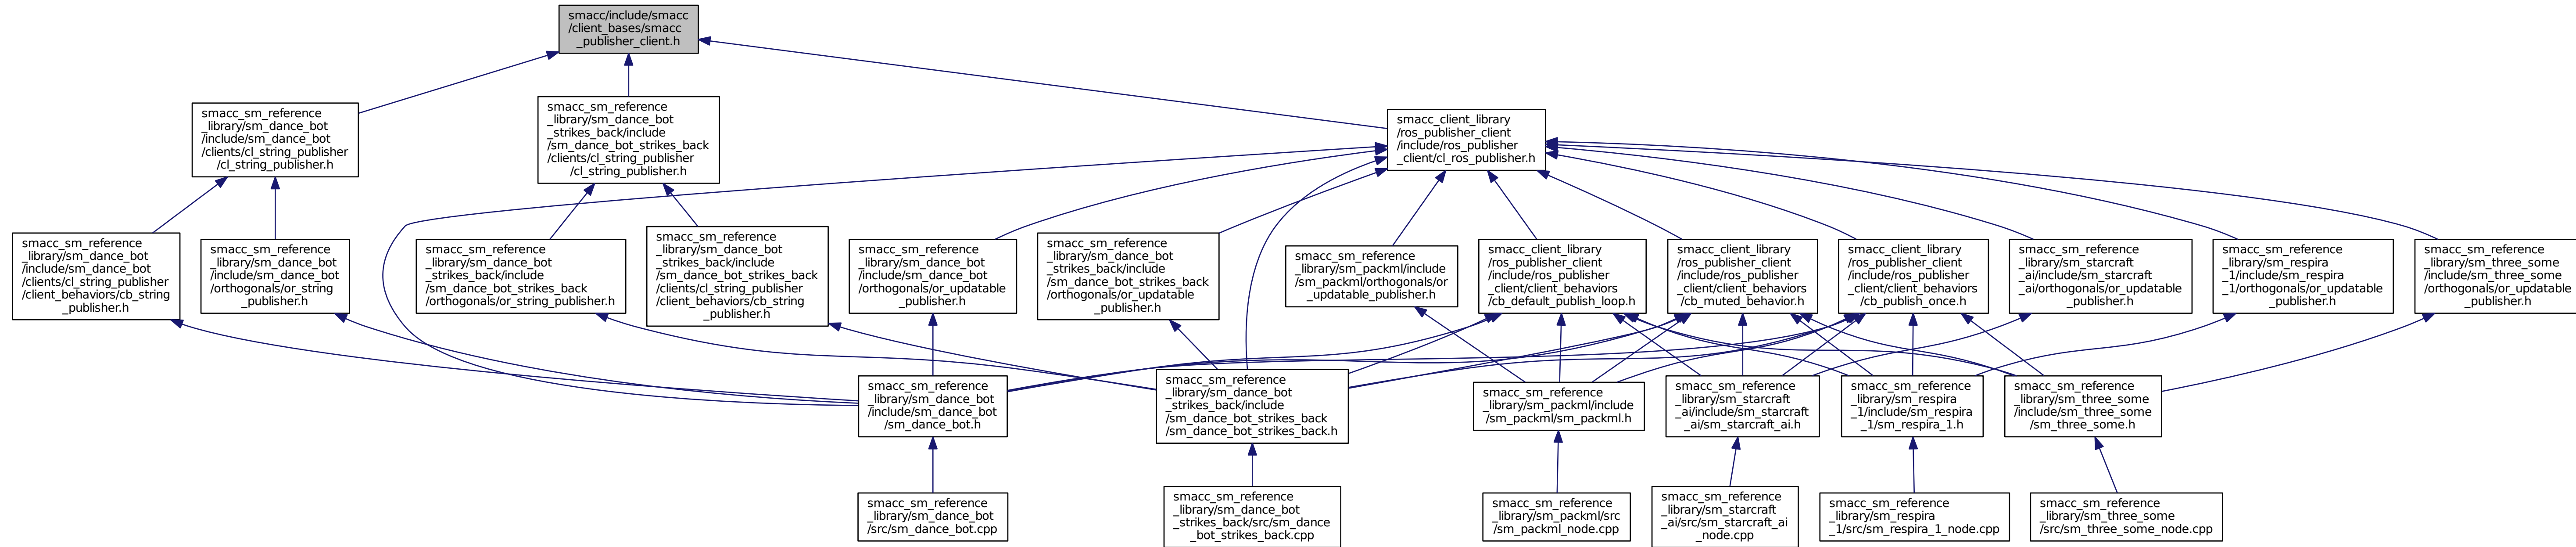 smacc/include/smacc
/client_bases/smacc
_publisher_client.h
smacc_sm_reference
_library/sm_dance_bot
/include/sm_dance_bot
/clients/cl_string_publisher
/cl_string_publisher.h
smacc_sm_reference
_library/sm_dance_bot
_strikes_back/include
/sm_dance_bot_strikes_back
/clients/cl_string_publisher
/cl_string_publisher.h
smacc_client_library
/ros_publisher_client
/include/ros_publisher
_client/cl_ros_publisher.h
smacc_sm_reference
_library/sm_dance_bot
/include/sm_dance_bot
/clients/cl_string_publisher
/client_behaviors/cb_string
_publisher.h
smacc_sm_reference
_library/sm_dance_bot
/include/sm_dance_bot
/orthogonals/or_string
_publisher.h
smacc_sm_reference
_library/sm_dance_bot
_strikes_back/include
/sm_dance_bot_strikes_back
/orthogonals/or_string_publisher.h
smacc_sm_reference
_library/sm_dance_bot
_strikes_back/include
/sm_dance_bot_strikes_back
/clients/cl_string_publisher
/client_behaviors/cb_string
_publisher.h
smacc_sm_reference
_library/sm_dance_bot
/include/sm_dance_bot
/orthogonals/or_updatable
_publisher.h
smacc_sm_reference
_library/sm_dance_bot
_strikes_back/include
/sm_dance_bot_strikes_back
/orthogonals/or_updatable
_publisher.h
smacc_sm_reference
_library/sm_packml/include
/sm_packml/orthogonals/or
_updatable_publisher.h
smacc_client_library
/ros_publisher_client
/include/ros_publisher
_client/client_behaviors
/cb_default_publish_loop.h
smacc_client_library
/ros_publisher_client
/include/ros_publisher
_client/client_behaviors
/cb_muted_behavior.h
smacc_client_library
/ros_publisher_client
/include/ros_publisher
_client/client_behaviors
/cb_publish_once.h
smacc_sm_reference
_library/sm_starcraft
_ai/include/sm_starcraft
_ai/orthogonals/or_updatable
_publisher.h
smacc_sm_reference
_library/sm_respira
_1/include/sm_respira
_1/orthogonals/or_updatable
_publisher.h
smacc_sm_reference
_library/sm_three_some
/include/sm_three_some
/orthogonals/or_updatable
_publisher.h
smacc_sm_reference
_library/sm_dance_bot
/include/sm_dance_bot
/sm_dance_bot.h
smacc_sm_reference
_library/sm_dance_bot
_strikes_back/include
/sm_dance_bot_strikes_back
/sm_dance_bot_strikes_back.h
smacc_sm_reference
_library/sm_packml/include
/sm_packml/sm_packml.h
smacc_sm_reference
_library/sm_starcraft
_ai/include/sm_starcraft
_ai/sm_starcraft_ai.h
smacc_sm_reference
_library/sm_respira
_1/include/sm_respira
_1/sm_respira_1.h
smacc_sm_reference
_library/sm_three_some
/include/sm_three_some
/sm_three_some.h
smacc_sm_reference
_library/sm_dance_bot
/src/sm_dance_bot.cpp
smacc_sm_reference
_library/sm_dance_bot
_strikes_back/src/sm_dance
_bot_strikes_back.cpp
smacc_sm_reference
_library/sm_packml/src
/sm_packml_node.cpp
smacc_sm_reference
_library/sm_starcraft
_ai/src/sm_starcraft_ai
_node.cpp
smacc_sm_reference
_library/sm_respira
_1/src/sm_respira_1_node.cpp
smacc_sm_reference
_library/sm_three_some
/src/sm_three_some_node.cpp